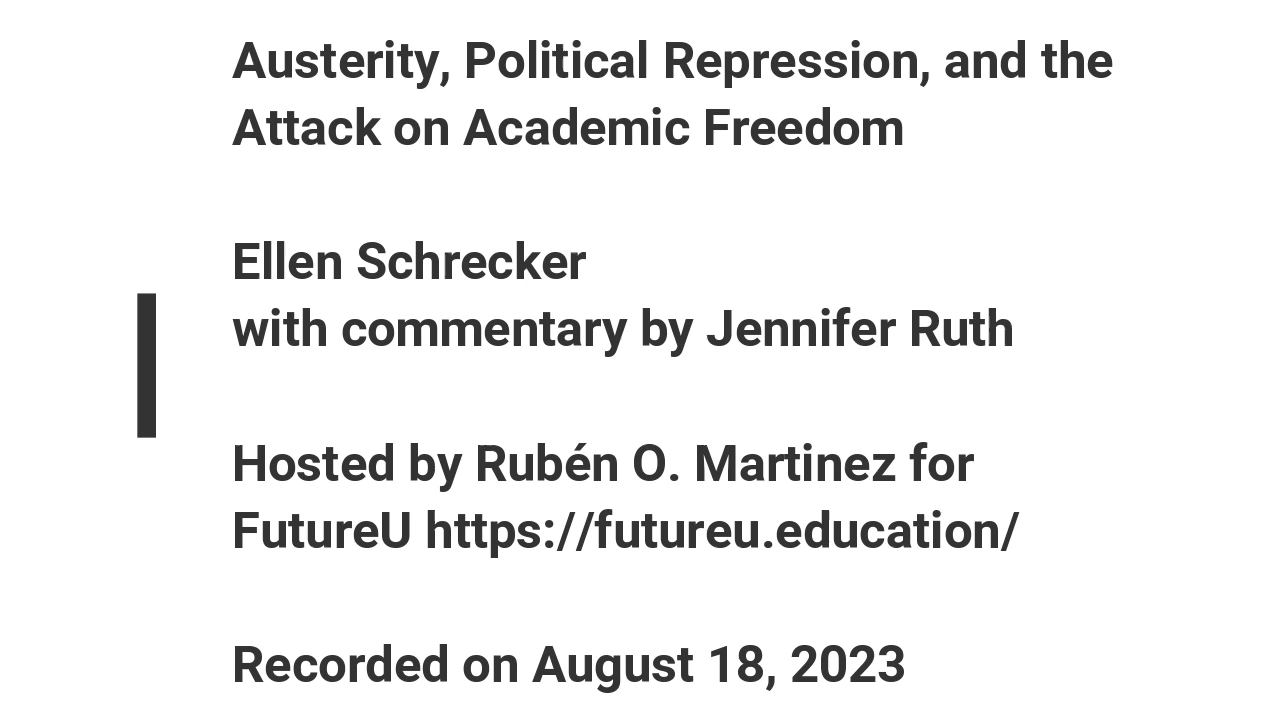 Austerity, Political Repression, and the
Attack on Academic Freedom
Ellen Schrecker
with commentary by Jennifer Ruth
Hosted by Rubén O. Martinez for
FutureU https://futureu.education/
Recorded on August 18, 2023